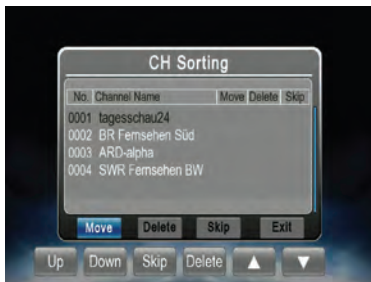 CH Sorting
No. Channel Name Move Delete Skip
0001 tagesschau24
0002 BR Fernsehen Süd
0003 ARD-alpha
0004 SWR Fernsehen BW
Move Delete Skip Exit
Up Down Skip Delete ▲ ▼